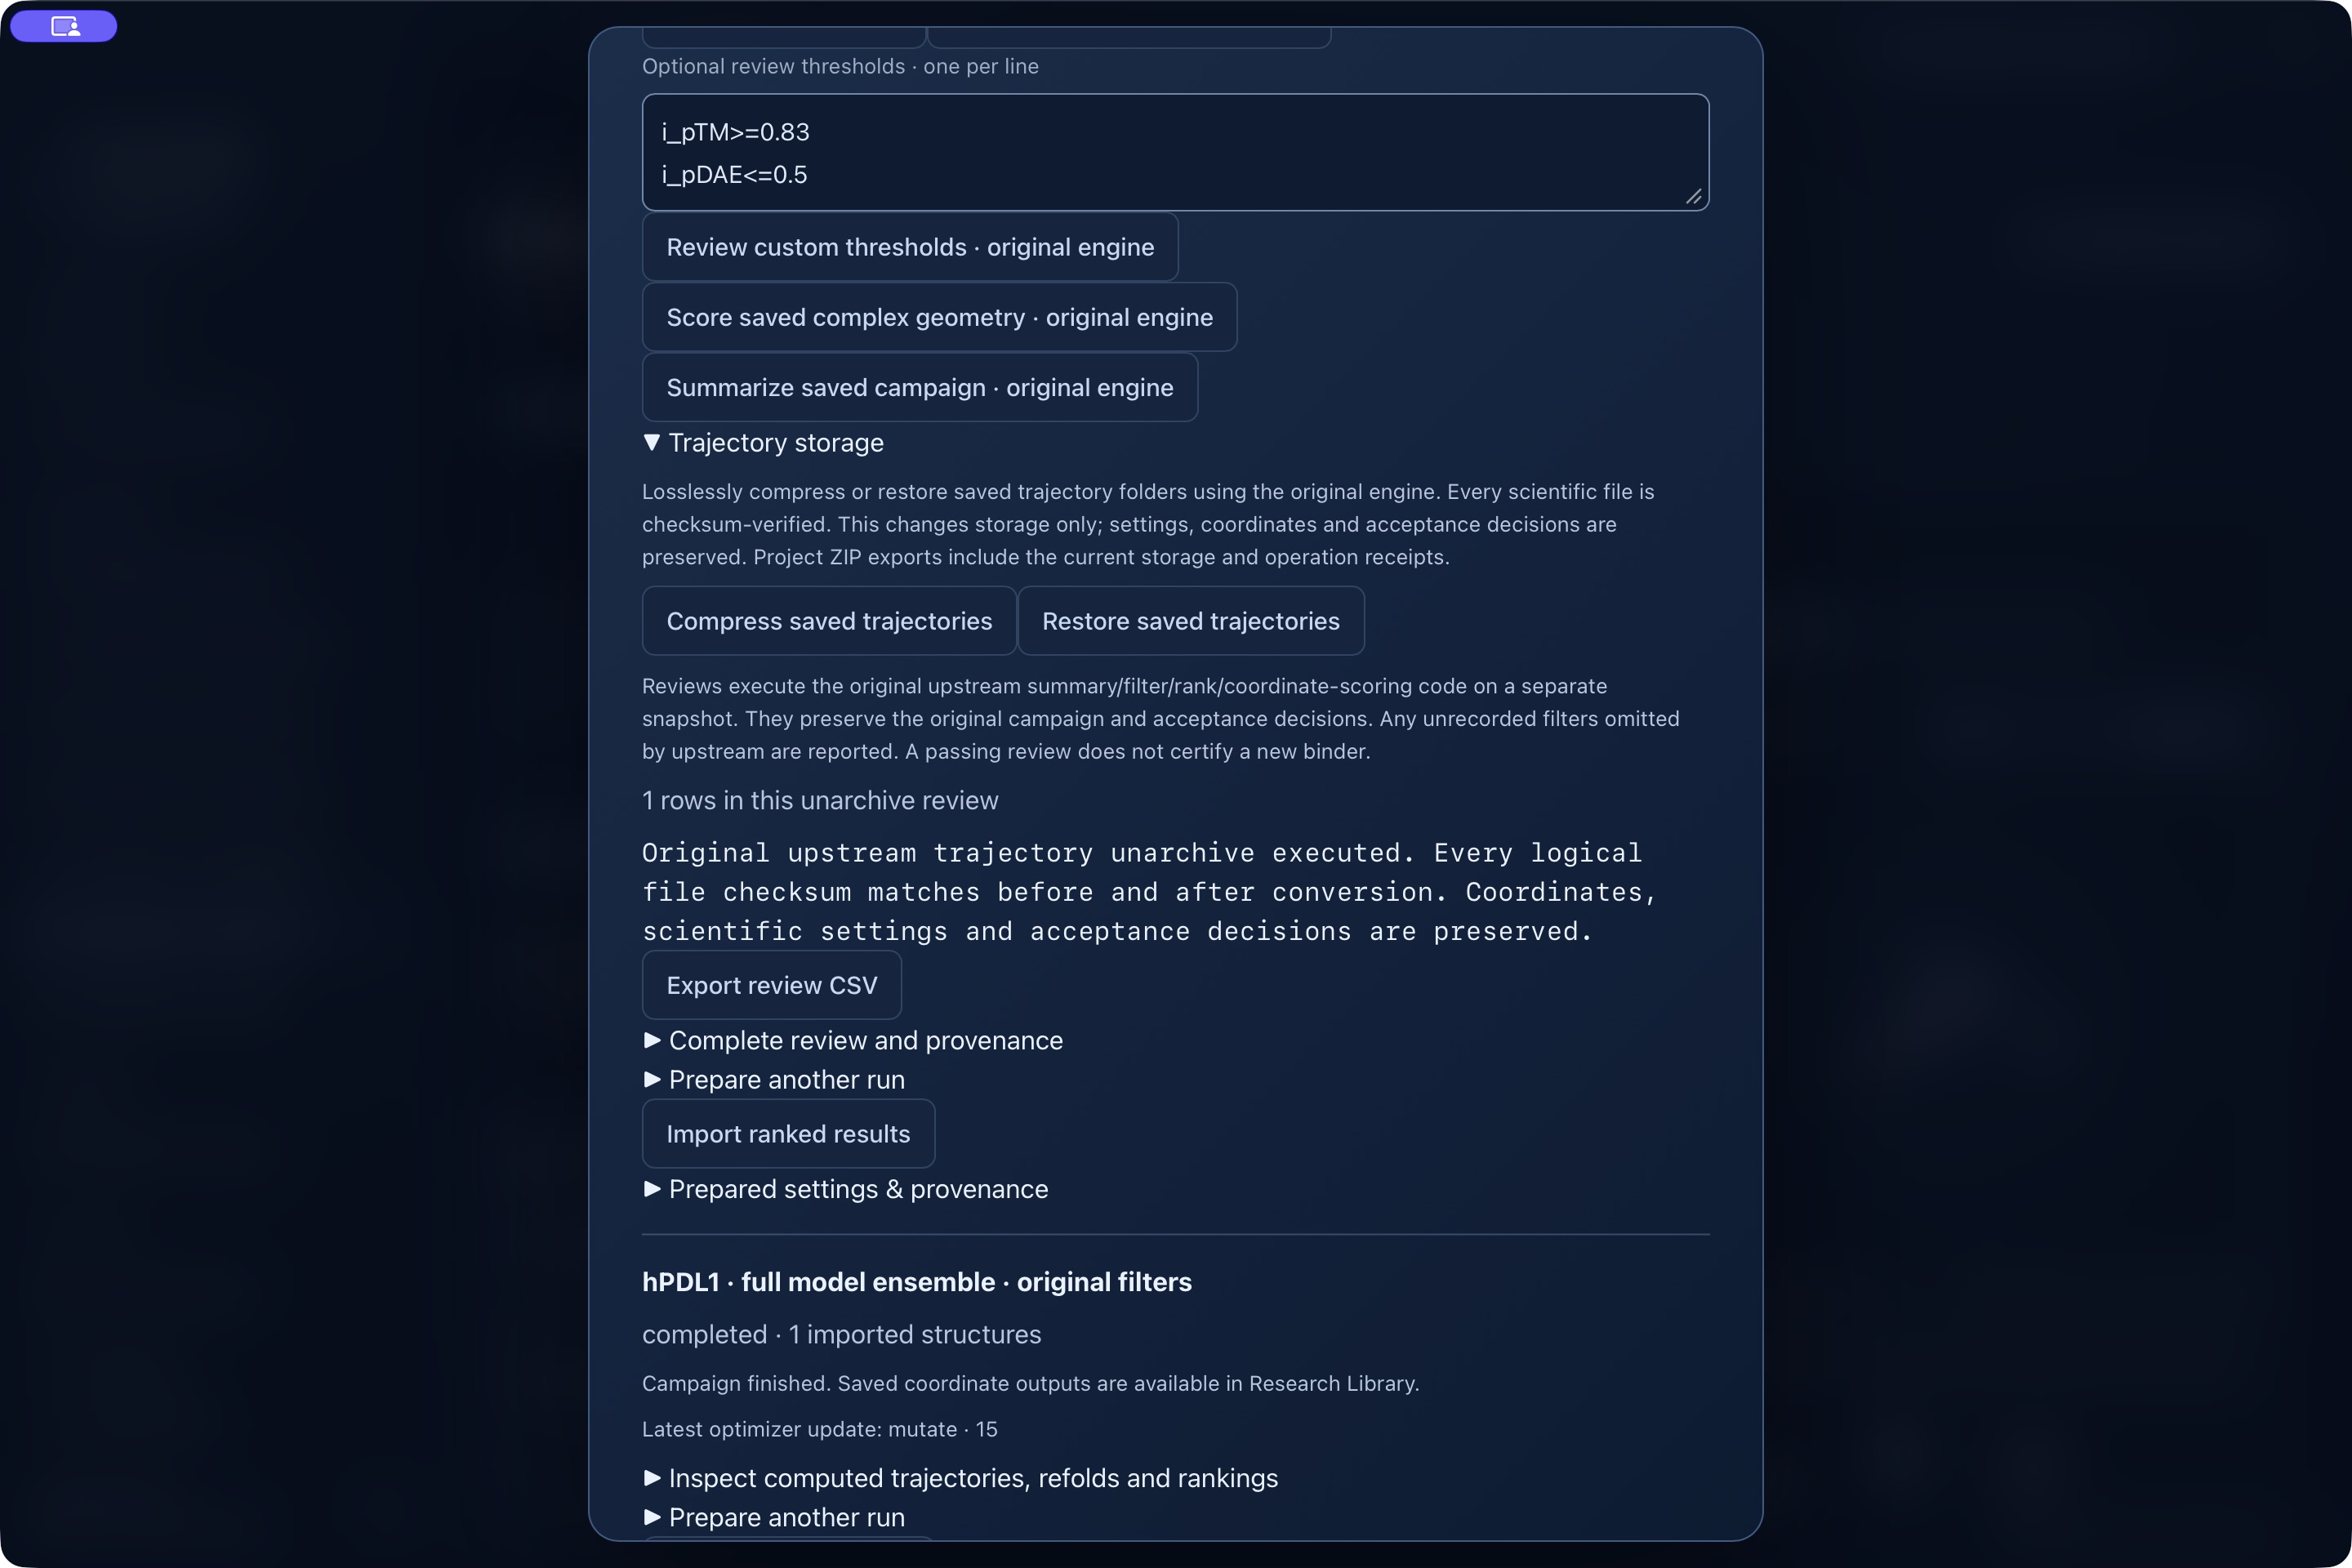 Optional review thresholds · one per line
i_pTM>=0.83
i_pDAE<=0.5
Review custom thresholds · original engine
Score saved complex geometry · original engine
Summarize saved campaign · original engine
Trajectory storage
Losslessly compress or restore saved trajectory folders using the original engine. Every scientific file is
checksum-verified. This changes storage only; settings, coordinates and acceptance decisions are
preserved. Project ZIP exports include the current storage and operation receipts.
Compress saved trajectories Restore saved trajectories
Reviews execute the original upstream summary/filter/rank/coordinate-scoring code on a separate
snapshot. They preserve the original campaign and acceptance decisions. Any unrecorded filters omitted
by upstream are reported. A passing review does not certify a new binder.
1 rows in this unarchive review
Original upstream trajectory unarchive executed. Every logical
file checksum matches before and after conversion. Coordinates,
scientific settings and acceptance decisions are preserved.
Export review CSV
Complete review and provenance
Prepare another run
Import ranked results
Prepared settings & provenance
hPDL1 · full model ensemble · original filters
completed · 1 imported structures
Campaign finished. Saved coordinate outputs are available in Research Library.
Latest optimizer update: mutate · 15
Inspect computed trajectories, refolds and rankings
Prepare another run